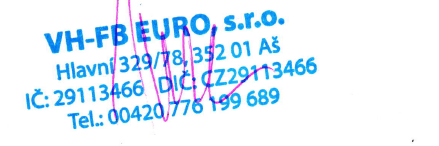 VH-FB EURO, s.r.o.
Hlavní 329/78, 352 01 Aš
IČ: 29113466 DIČ: CZ29113466
Tel.: 00420 776 199 689